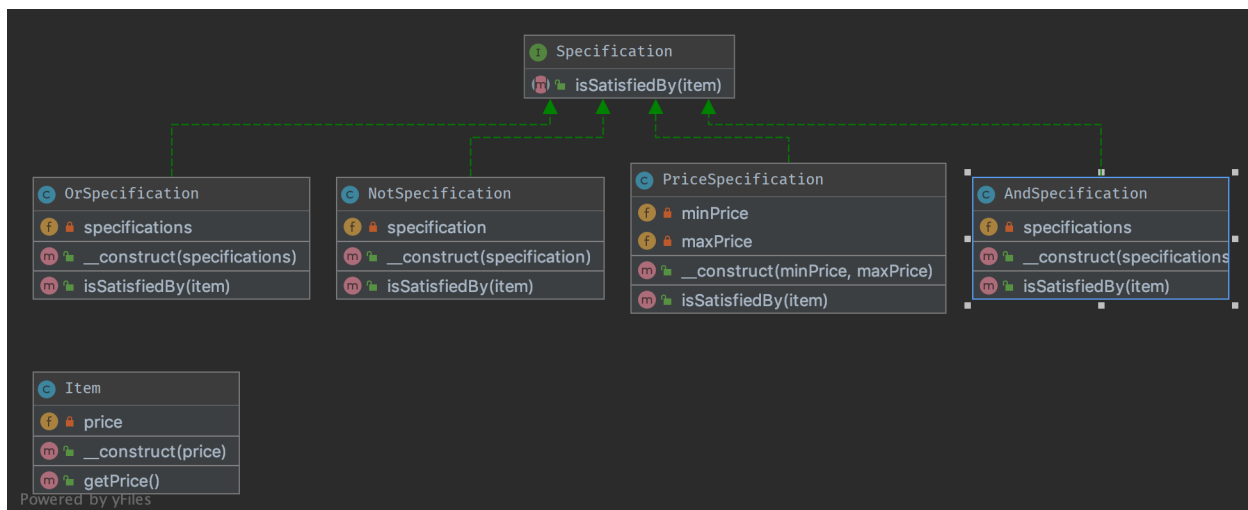 Specification
isSatisfiedBy(item)
OrSpecification
specifications
__construct(specifications)
isSatisfiedBy(item)
NotSpecification
specification
__construct(specification)
isSatisfiedBy(item)
PriceSpecification
minPrice
maxPrice
__construct(minPrice, maxPrice)
isSatisfiedBy(item)
AndSpecification
specifications
__construct(specifications
isSatisfiedBy(item)
Item
price
__construct(price)
getPrice()
Powered by yFiles